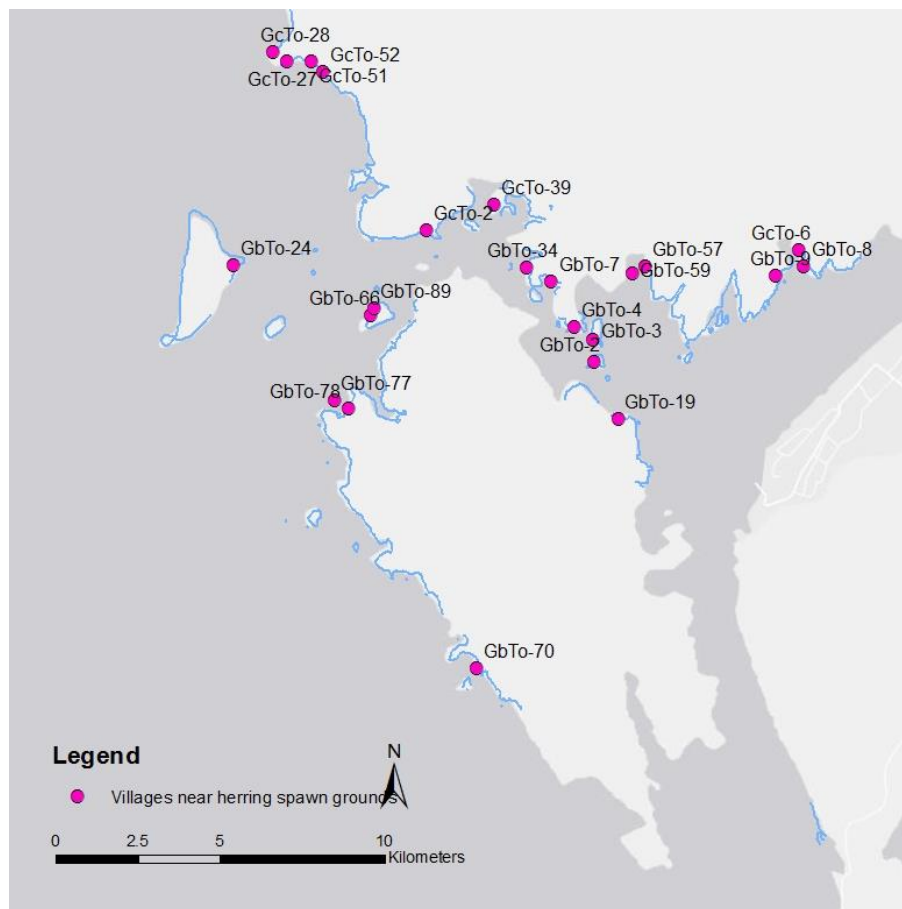 GcTo-28
GcTo-52
GcTo-27
GcTo-51
GcTo-39
GcTo-2
GcTo-6
GbTo-24
GbTo-34
GbTo-57
GbTo-8
GbTo-7
GbTo-59
GbTo-9
GbTo-66
GbTo-89
GbTo-4
GbTo-3
GbTo-2
GbTo-78
GbTo-77
GbTo-19
GbTo-70
Legend
N
Villages near herring spawn grounds
0 2.5 5 10
Kilometers